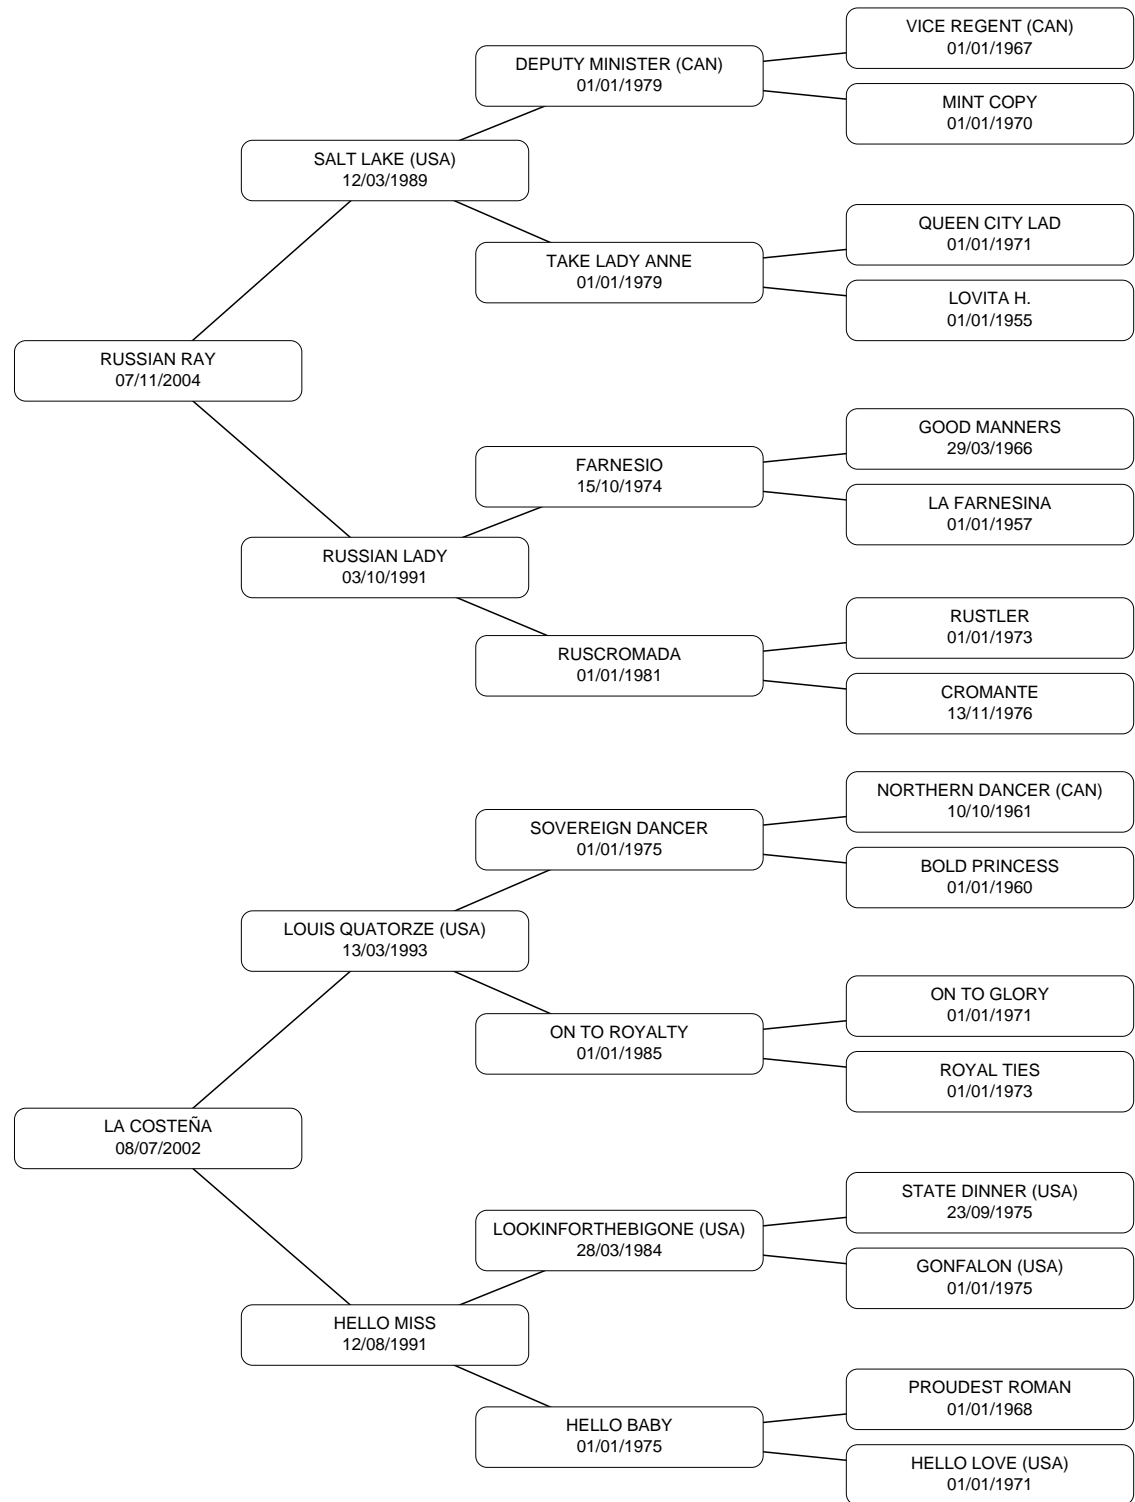 VICE REGENT (CAN)
01/01/1967
DEPUTY MINISTER (CAN)
01/01/1979
MINT COPY
01/01/1970
SALT LAKE (USA)
12/03/1989
QUEEN CITY LAD
01/01/1971
TAKE LADY ANNE
01/01/1979
LOVITA H.
01/01/1955
RUSSIAN RAY
07/11/2004
GOOD MANNERS
29/03/1966
FARNESIO
15/10/1974
LA FARNESINA
01/01/1957
RUSSIAN LADY
03/10/1991
RUSTLER
01/01/1973
RUSCROMADA
01/01/1981
CROMANTE
13/11/1976
NORTHERN DANCER (CAN)
10/10/1961
SOVEREIGN DANCER
01/01/1975
BOLD PRINCESS
01/01/1960
LOUIS QUATORZE (USA)
13/03/1993
ON TO GLORY
01/01/1971
ON TO ROYALTY
01/01/1985
ROYAL TIES
01/01/1973
LA COSTEÑA
08/07/2002
STATE DINNER (USA)
23/09/1975
LOOKINFORTHEBIGONE (USA)
28/03/1984
GONFALON (USA)
01/01/1975
HELLO MISS
12/08/1991
PROUDEST ROMAN
01/01/1968
HELLO BABY
01/01/1975
HELLO LOVE (USA)
01/01/1971